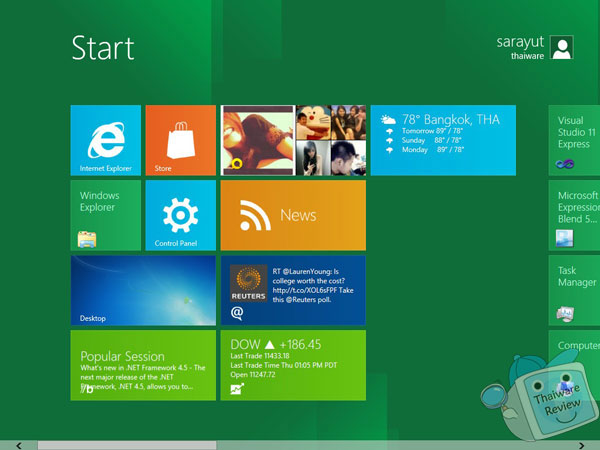 Start
sarayut
thaiware
Internet Explorer
Store
78° Bangkok, THA
Tomorrow 89° / 78°
Sunday 88° / 78°
Monday 89° / 78°
Visual
Studio 11
Express
Windows
Explorer
Control Panel
News
Microsoft
Expression
Blend 5...
Desktop
REUTERS
RT @LaurenYoung: Is
college worth the cost?
http://t.co/XOL6sFPF Take
this @Reuters poll.
@
Task
Manager
Popular Session
What's new in .NET Framework 4.5 - The
next major release of the .NET
Framework, .NET 4.5, allows you to...
//b
DOW ▲ +186.45
Last Trade 11433.18
Last Trade Time Thu 01:05 PM PDT
Open 11247.72
Computer
Thaiware
Review